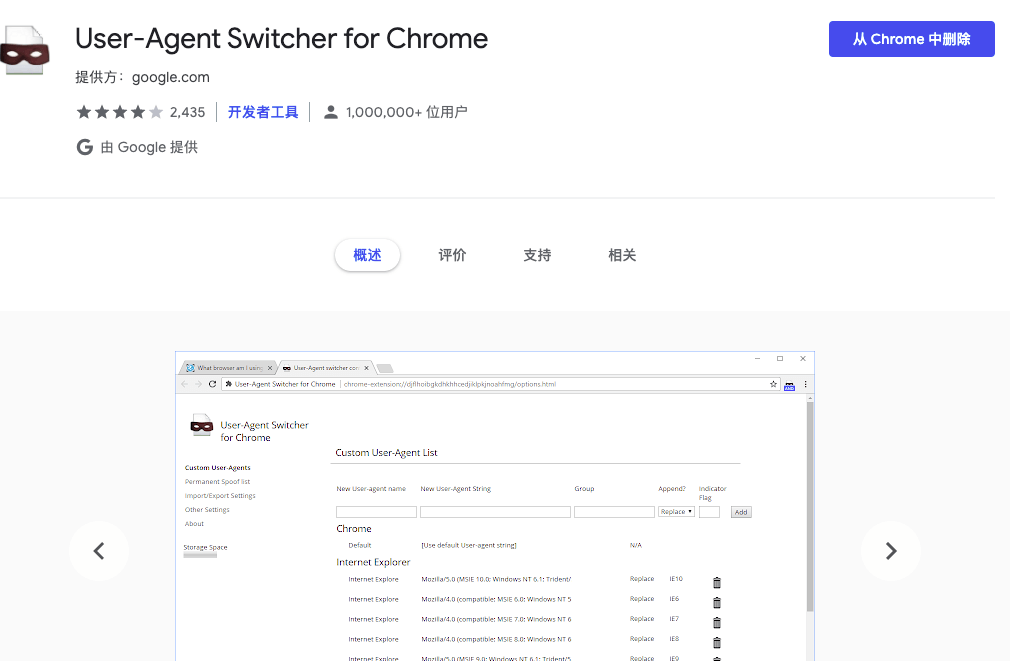 User-Agent Switcher for Chrome
从 Chrome 中删除
提供方： google.com
2,435 开发者工具 1,000,000+ 位用户
由 Google 提供
概述 评价 支持 相关
What browser am I using
User-Agent switcher con
User-Agent Switcher for Chrome chrome-extension://djflhoibgkdhkhhcedjiklpkjnoahfmg/options.html
User-Agent Switcher
for Chrome
Custom User-Agent List
Custom User-Agents
Permanent Spoof list
Import/Export Settings
Other Settings
About
Storage Space
New User-agent name New User-Agent String Group Append? Indicator
Flag
Replace Add
Chrome
Default [Use default User-agent string] N/A
Internet Explorer
Internet Explore Mozilla/5.0 (MSIE 10.0; Windows NT 6.1; Trident/ Replace IE10
Internet Explore Mozilla/4.0 (compatible; MSIE 6.0; Windows NT 5 Replace IE6
Internet Explore Mozilla/4.0 (compatible; MSIE 7.0; Windows NT 6 Replace IE7
Internet Explore Mozilla/4.0 (compatible; MSIE 8.0; Windows NT 6 Replace IE8
Internet Explore Mozilla/5.0 (MSIE 9.0; Windows NT 6.1; Trident/5 Replace IE9